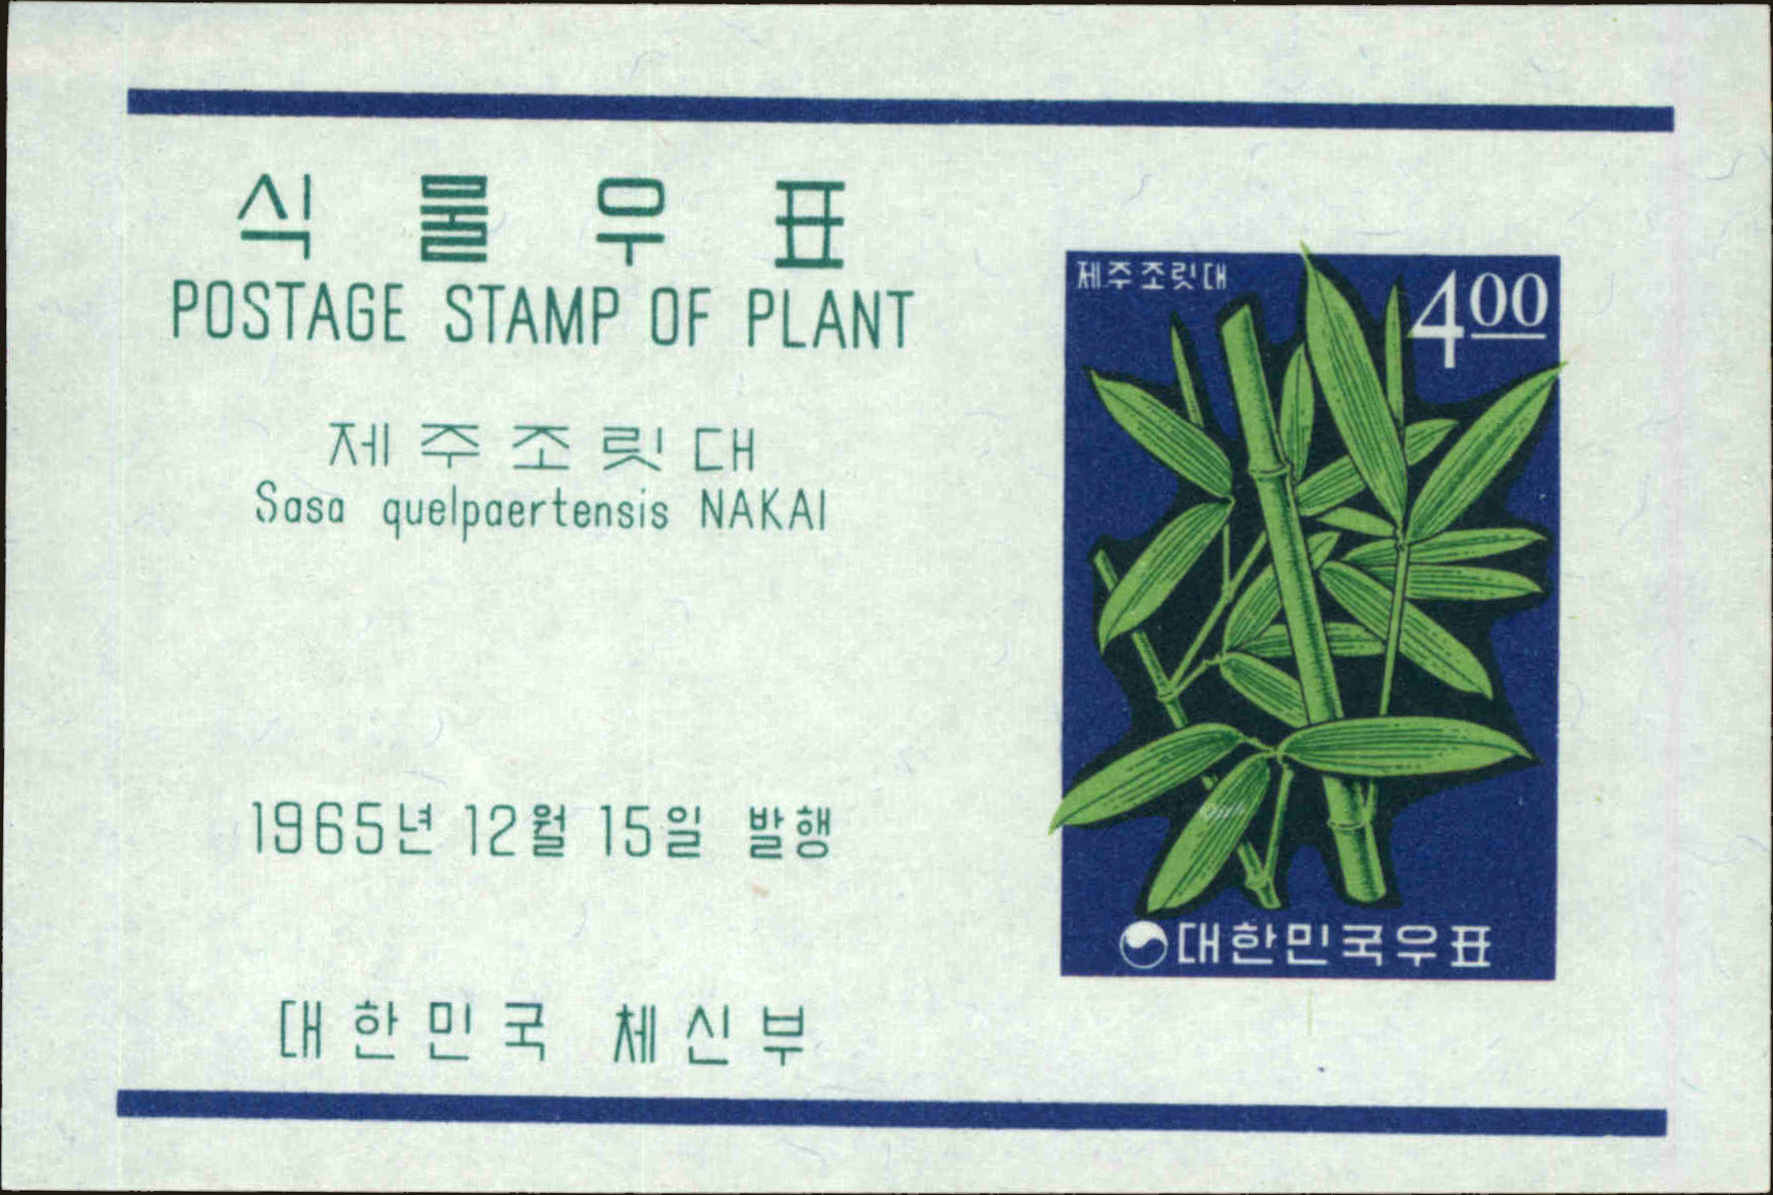 식물우표
POSTAGE STAMP OF PLANT
제주조릿대
Sasa quelpaertensis NAKAI
1965년 12월 15일 발행
대한민국 체신부
제주조릿대
400
대한민국우표